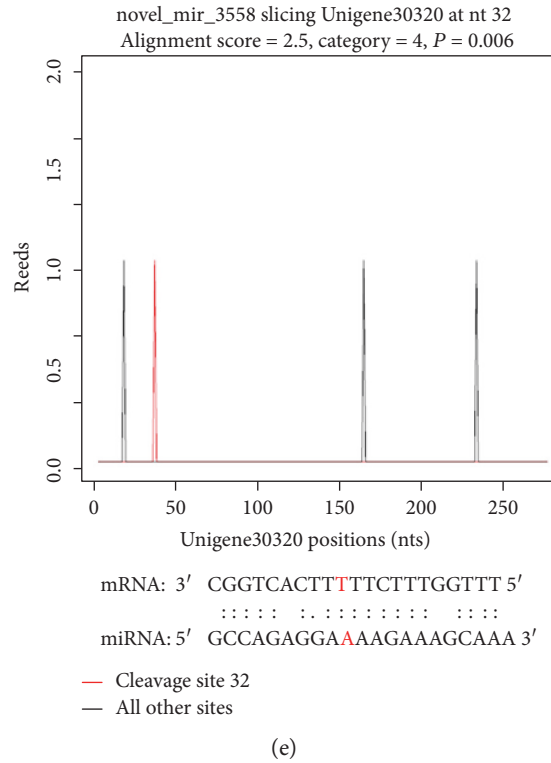 novel_mir_3558 slicing Unigene30320 at nt 32
Alignment score = 2.5, category = 4, P = 0.006
2.0
1.5
1.0
0.5
0.0
Reeds
0 50 100 150 200 250
Unigene30320 positions (nts)
mRNA: 3′ CGGTCACTTTTTCTTTGGTTT 5′
: : : : : : . : : : : : : : : : : :
miRNA: 5′ GCCAGAGGAAAAGAAAGCAAA 3′
Cleavage site 32
All other sites
(e)